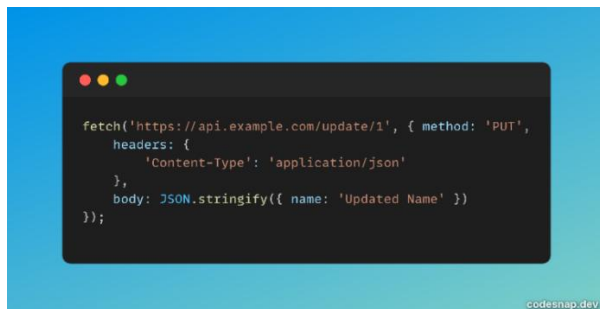 fetch('https://api.example.com/update/1', { method: 'PUT',
    headers: {
        'Content-Type': 'application/json'
    },
    body: JSON.stringify({ name: 'Updated Name' })
});
codesnap.dev